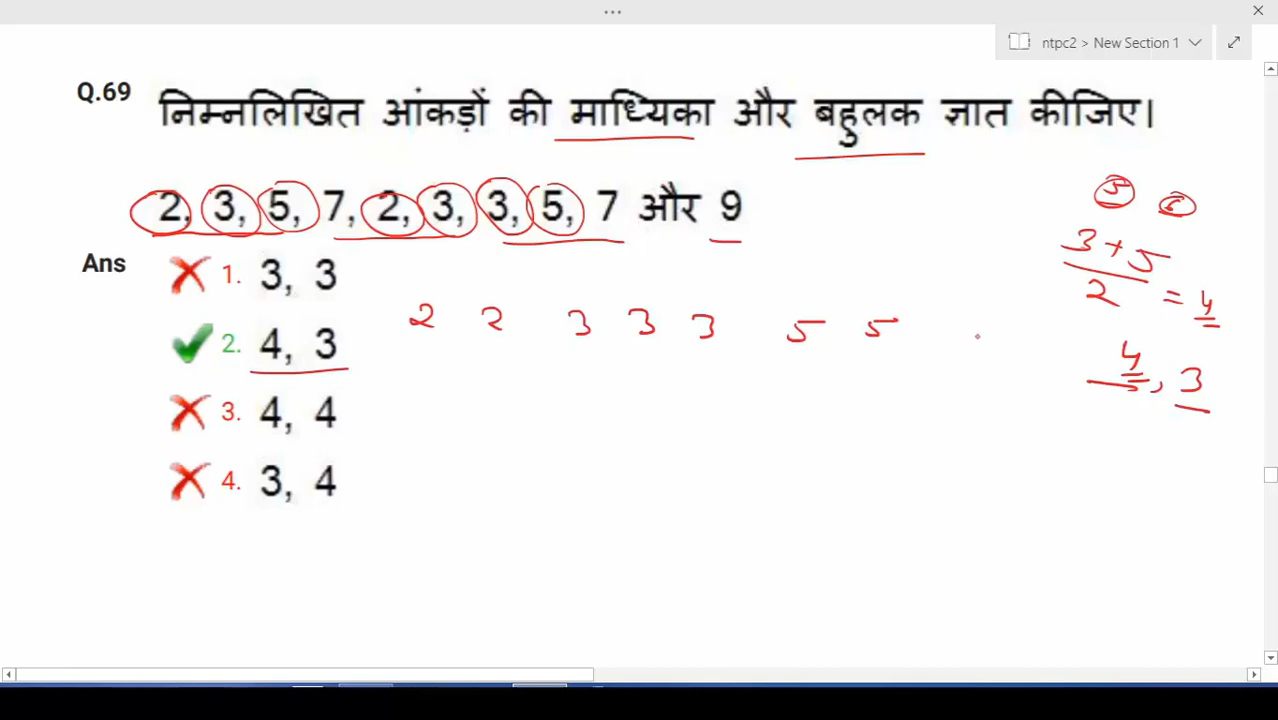 ntpc2 > New Section 1
Q.69 निम्नलिखित आंकड़ों की माध्यिका और बहुलक ज्ञात कीजिए।
2, 3, 5, 7, 2, 3, 3, 5, 7 और 9
Ans
1. 3, 3
2. 4, 3
3. 4, 4
4. 3, 4
2 2 3 3 3 5 5
5 6
3 + 5
2 = 4
4, 3